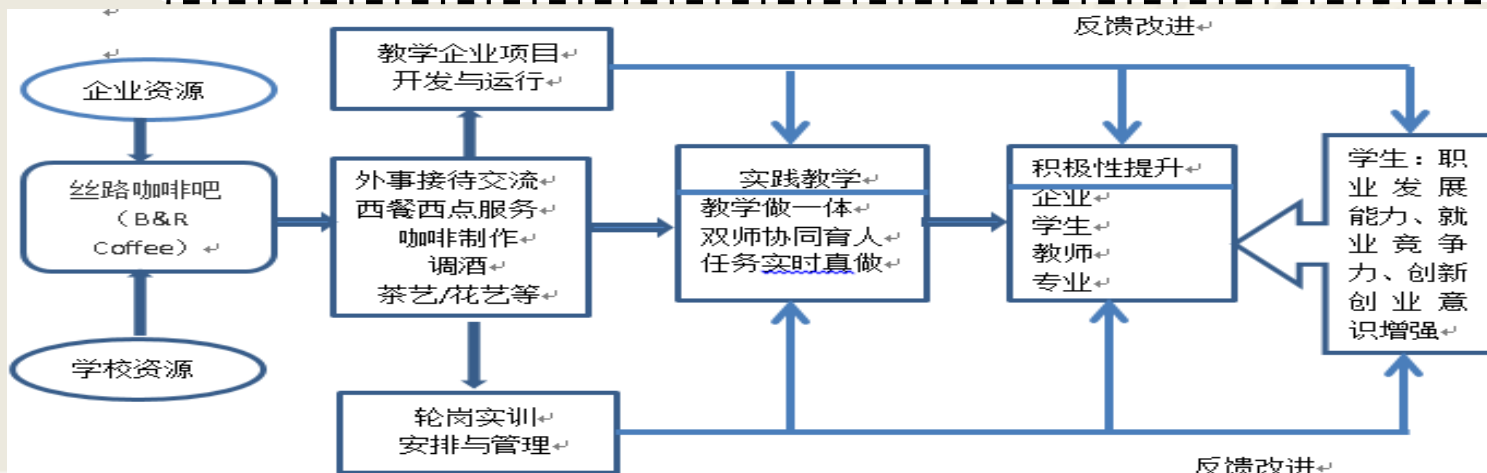 反馈改进
企业资源
教学企业项目
开发与运行
丝路咖啡吧
（B&R
Coffee）
学校资源
外事接待交流
西餐西点服务
咖啡制作
调酒
茶艺/花艺等
轮岗实训
安排与管理
实践教学
教学做一体
双师协同育人
任务实时真做
积极性提升
企业
学生
教师
专业
学生：职
业发展
能力、就
业竞争
力、创新
创业意
识增强
反馈改进